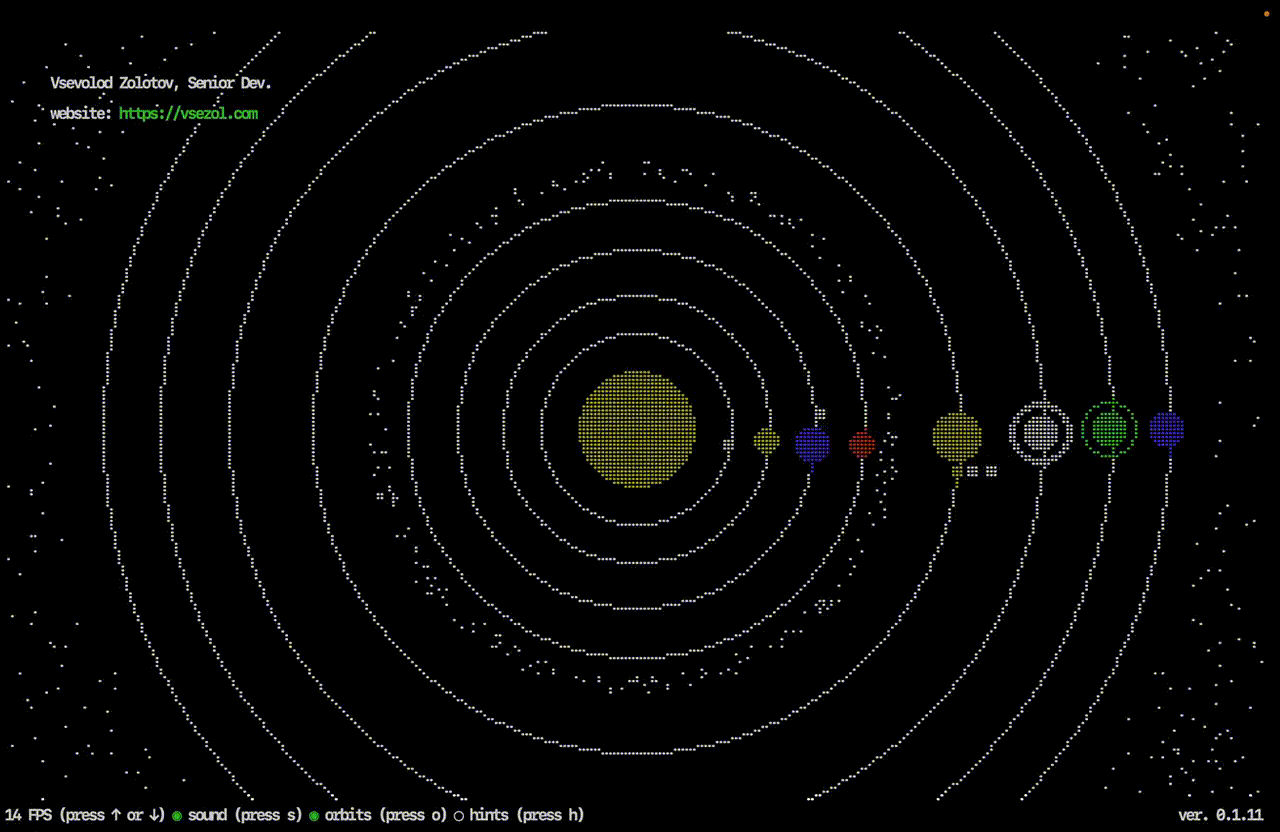 Vsevolod Zolotov, Senior Dev.
website: https://vsezol.com
14 FPS (press ↑ or ↓) ◉ sound (press s) ◉ orbits (press o) ○ hints (press h)
ver. 0.1.11